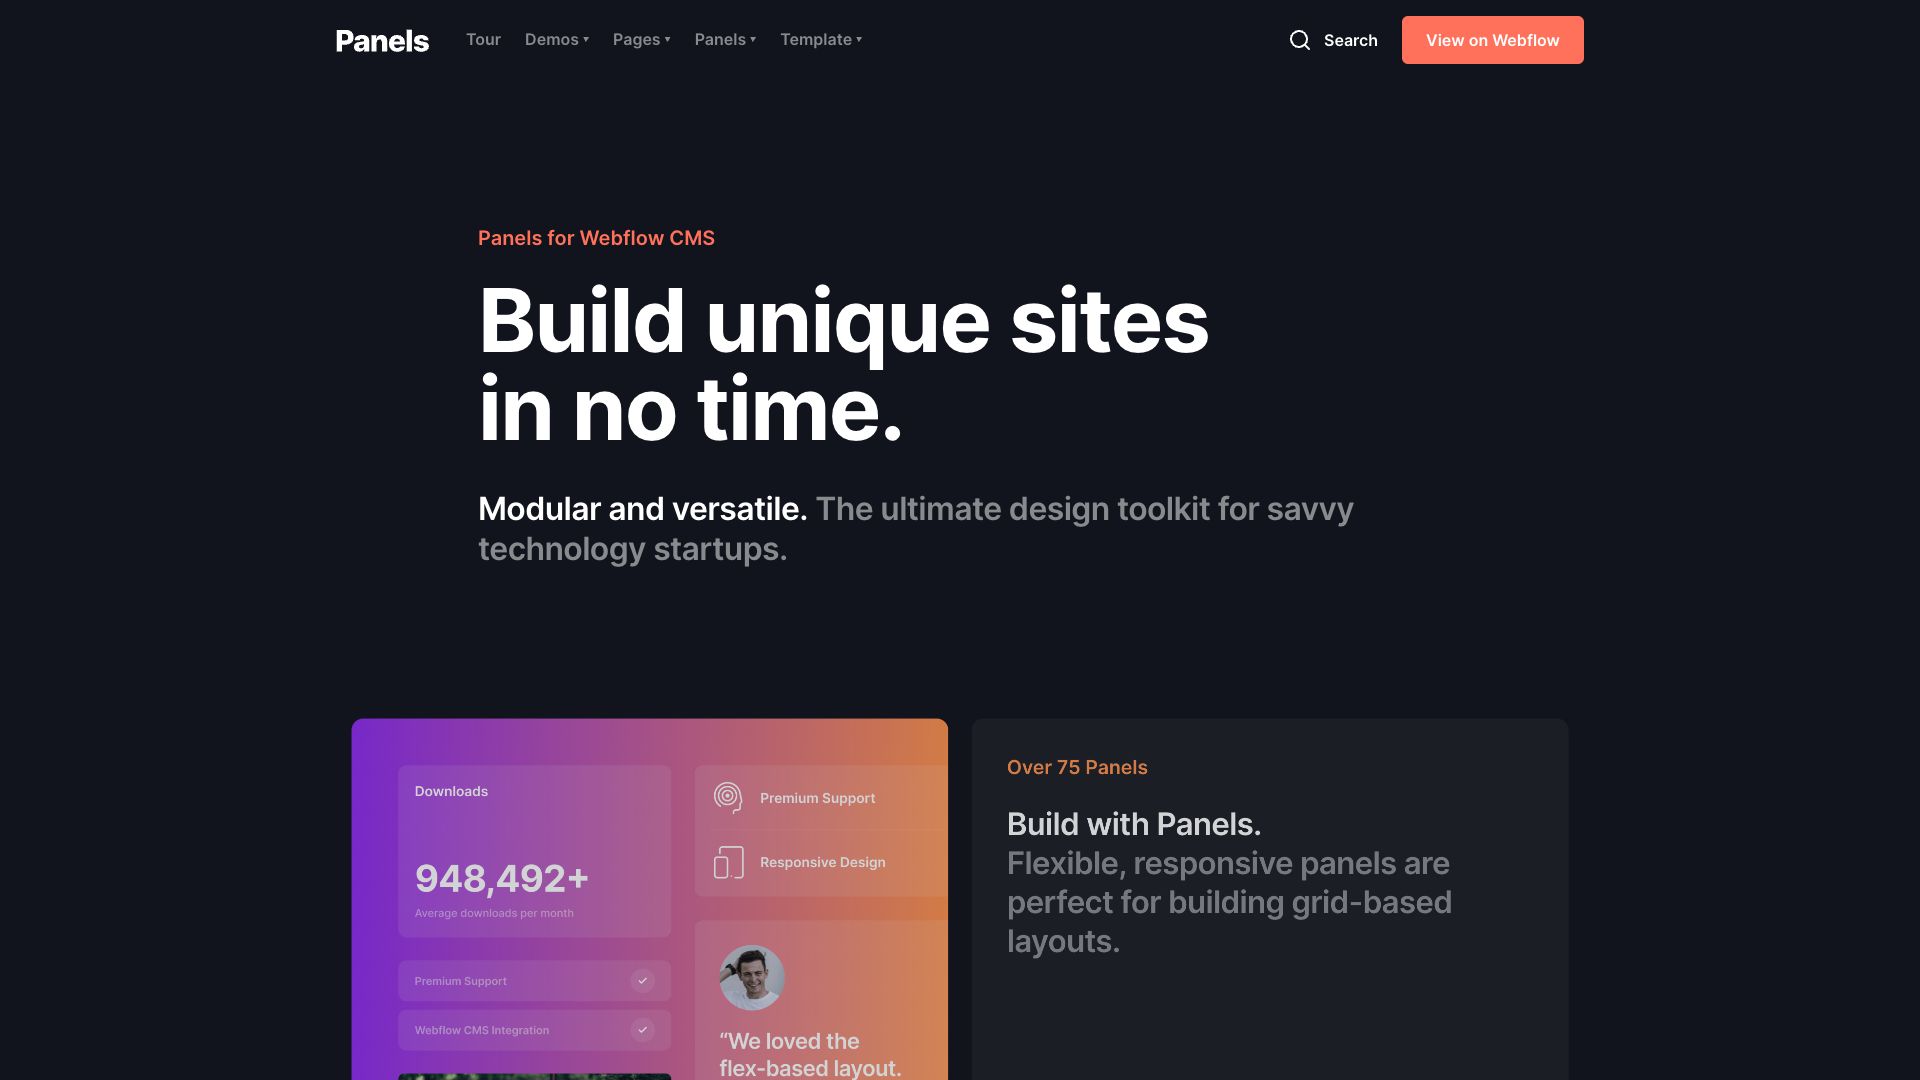 Panels
Tour
Demos
Pages
Panels
Template
Search
View on Webflow
Panels for Webflow CMS
Build unique sites
in no time.
Modular and versatile. The ultimate design toolkit for savvy
technology startups.
Downloads
948,492+
Average downloads per month
Premium Support
Webflow CMS Integration
Premium Support
Responsive Design
“We loved the
flex-based layout.
Over 75 Panels
Build with Panels.
Flexible, responsive panels are
perfect for building grid-based
layouts.